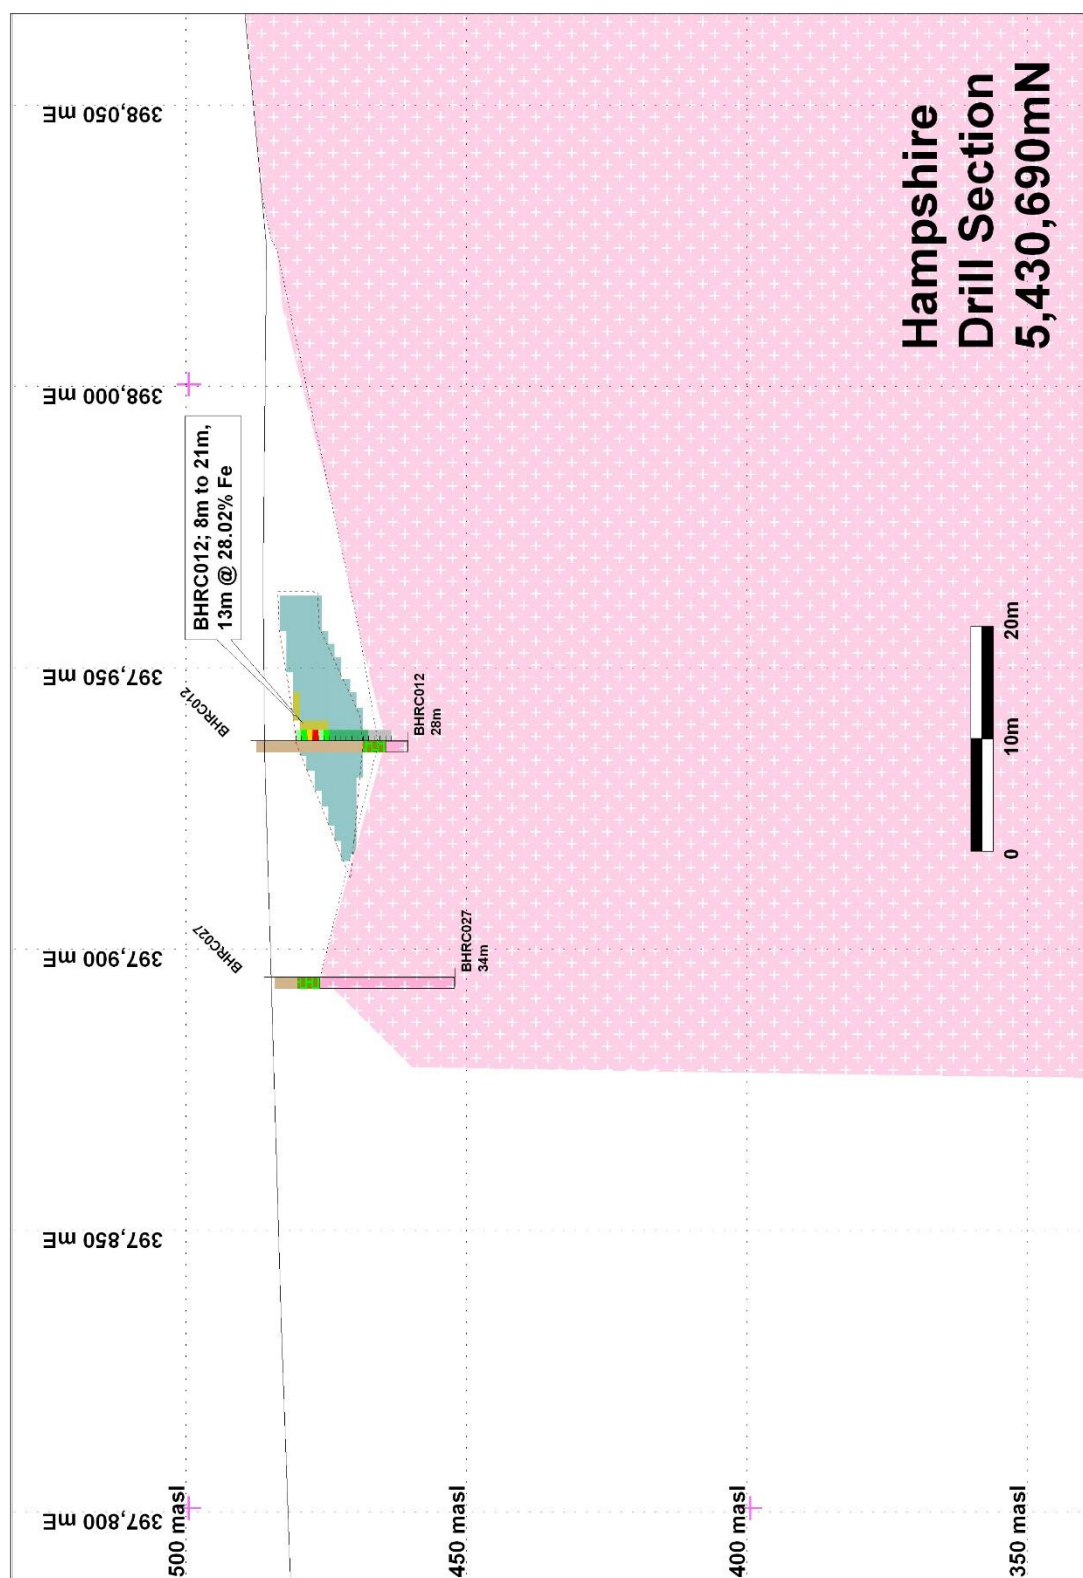 Hampshire
Drill Section
5,430,690mN
BHRC012; 8m to 21m,
13m @ 28.02% Fe
BHRC027
BHRC012
BHRC027
34m
BHRC012
28m
500 masl
450 masl
400 masl
350 masl
397,800 mE
397,850 mE
397,900 mE
397,950 mE
398,000 mE
398,050 mE
0
10m
20m